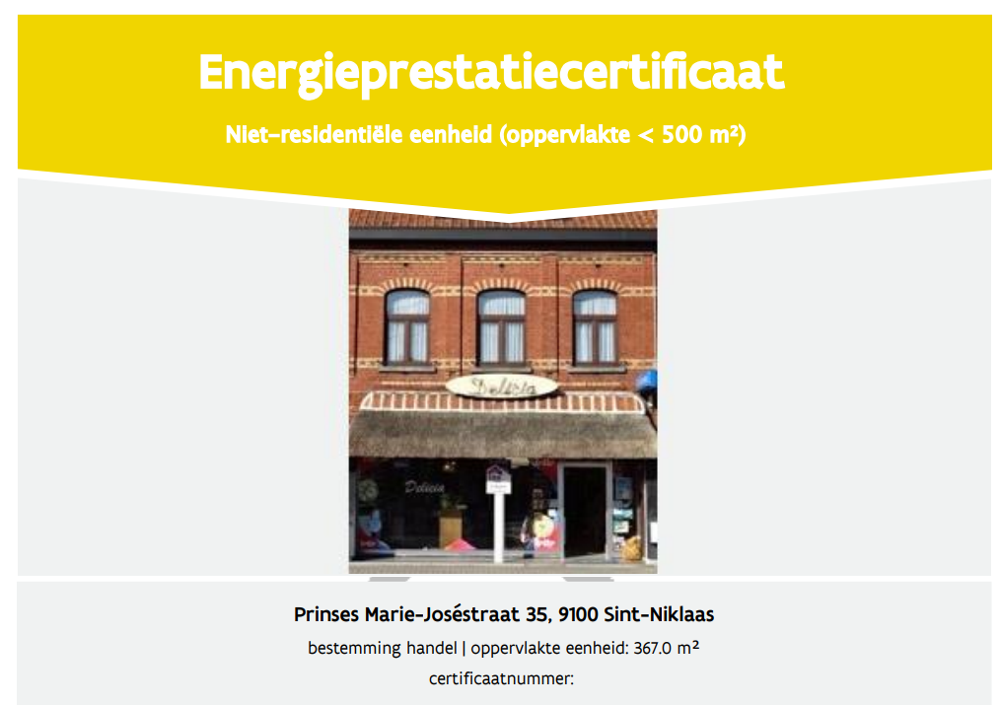 Energieprestatiecertificaat
Niet-residentiële eenheid (oppervlakte < 500 m²)
Delicia
Delicia
Prinses Marie-Joséstraat 35, 9100 Sint-Niklaas
bestemming handel | oppervlakte eenheid: 367.0 m²
certificaatnummer: